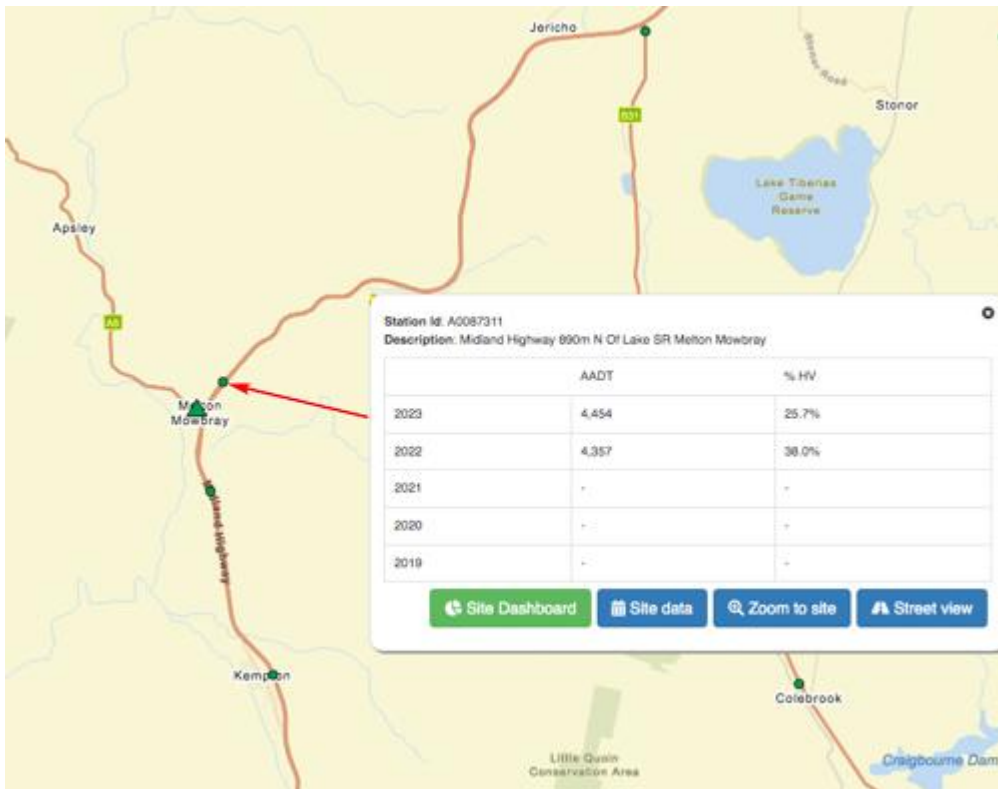 Jericho
Stonor Road
Stonor
B31
Lake Tiberias
Game
Reserve
Apsley
A5
Melton
Mowbray
Midland Highway
Kempton
Station Id: A0087311
Description: Midland Highway 890m N Of Lake SR Melton Mowbray
AADT % HV
2023 4,454 25.7%
2022 4,357 38.0%
2021 - -
2020 - -
2019 - -
Site Dashboard Site data Zoom to site Street view
Colebrook
Little Quoin
Conservation Area
Craigbourne Dam